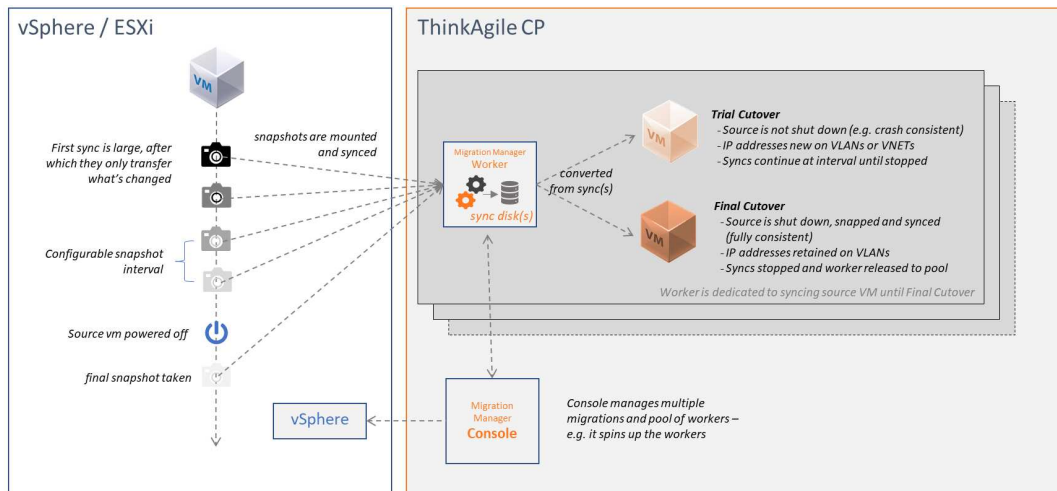 vSphere / ESXi
VM
First sync is large, after
which they only transfer
what's changed
snapshots are mounted
and synced
Configurable snapshot
interval
Source vm powered off
final snapshot taken
vSphere
ThinkAgile CP
Migration Manager
Worker
sync disk(s)
converted
from sync(s)
VM
Trial Cutover
- Source is not shut down (e.g. crash consistent)
- IP addresses new on VLANs or VNETs
- Syncs continue at interval until stopped
VM
Final Cutover
- Source is shut down, snapped and synced
(fully consistent)
- IP addresses retained on VLANs
- Syncs stopped and worker released to pool
Worker is dedicated to syncing source VM until Final Cutover
Migration
Manager
Console
Console manages multiple
migrations and pool of workers –
e.g. it spins up the workers